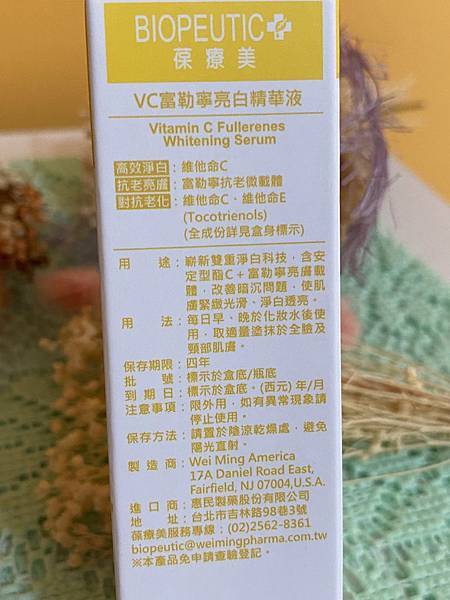 BIOPEUTIC
葆療美
VC富勒寧亮白精華液
Vitamin C Fullerenes
Whitening Serum
高效淨白：維他命C
抗老亮膚：富勒寧抗老微載體
對抗老化：維他命C、維他命E
(Tocotrienols)
(全成份詳見盒身標示)
用　　途：嶄新雙重淨白科技，含安
定型酯C＋富勒寧亮膚載
體，改善暗沉問題，使肌
膚緊緻光滑、淨白透亮。
用　　法：每日早、晚於化妝水後使
用，取適量塗抹於全臉及
頸部肌膚。
保存期限：四年
批　　號：標示於盒底/瓶底
到 期 日：標示於盒底。(西元) 年/月
注意事項：限外用，如有異常現象請
停止使用。
保存方法：請置於陰涼乾燥處，避免
陽光直射。
製 造 商：Wei Ming America
17A Daniel Road East,
Fairfield, NJ 07004,U.S.A.
進 口 商：惠民製藥股份有限公司
地　　址：台北市吉林路98巷3號
葆療美服務專線：(02)2562-8361
biopeutic@weimingpharma.com.tw
※本產品免申請查驗登記。